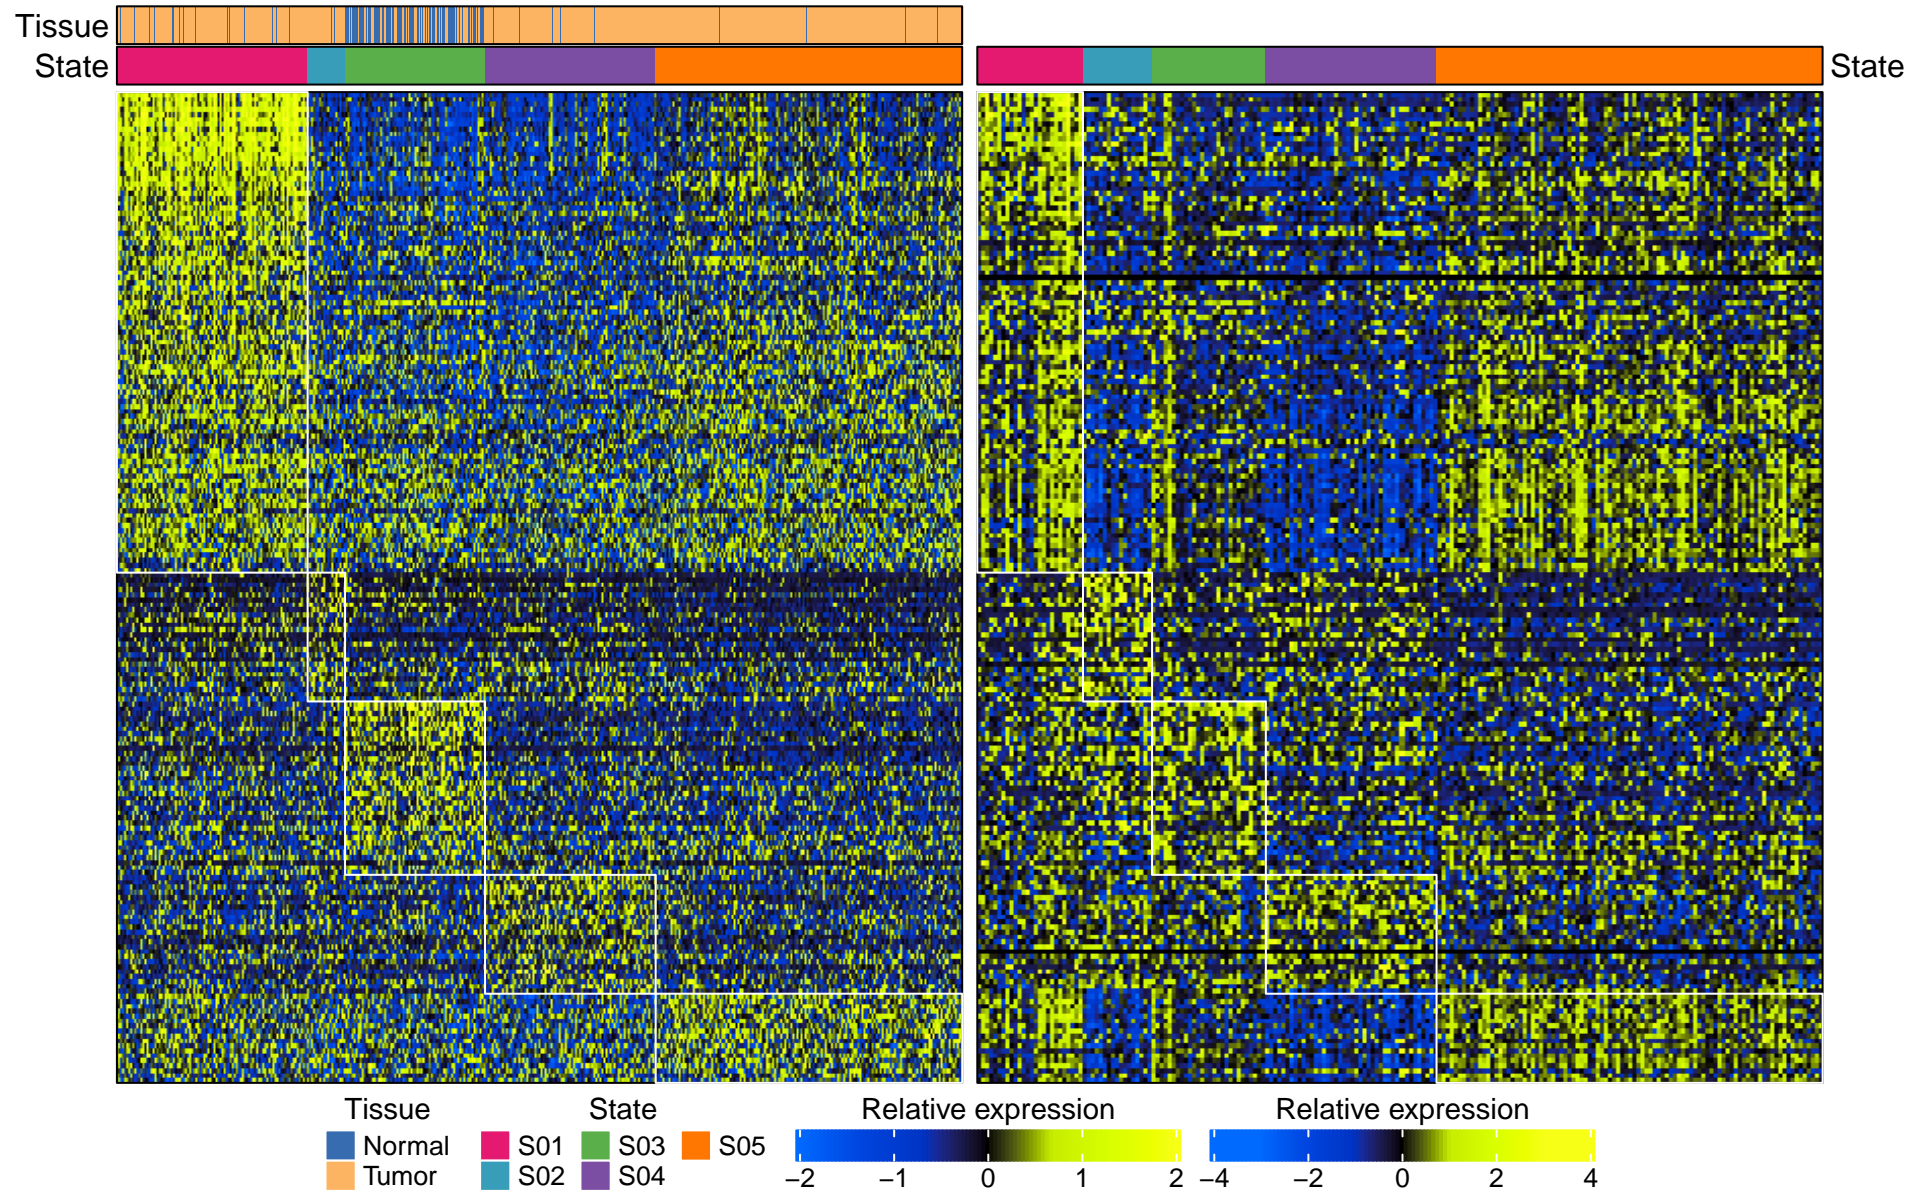 Tissue
State
State
Tissue State Relative expression Relative expression
Normal S01 S03 S05
Tumor S02 S04
−2 −1 0 1 2 −4 −2 0 2 4